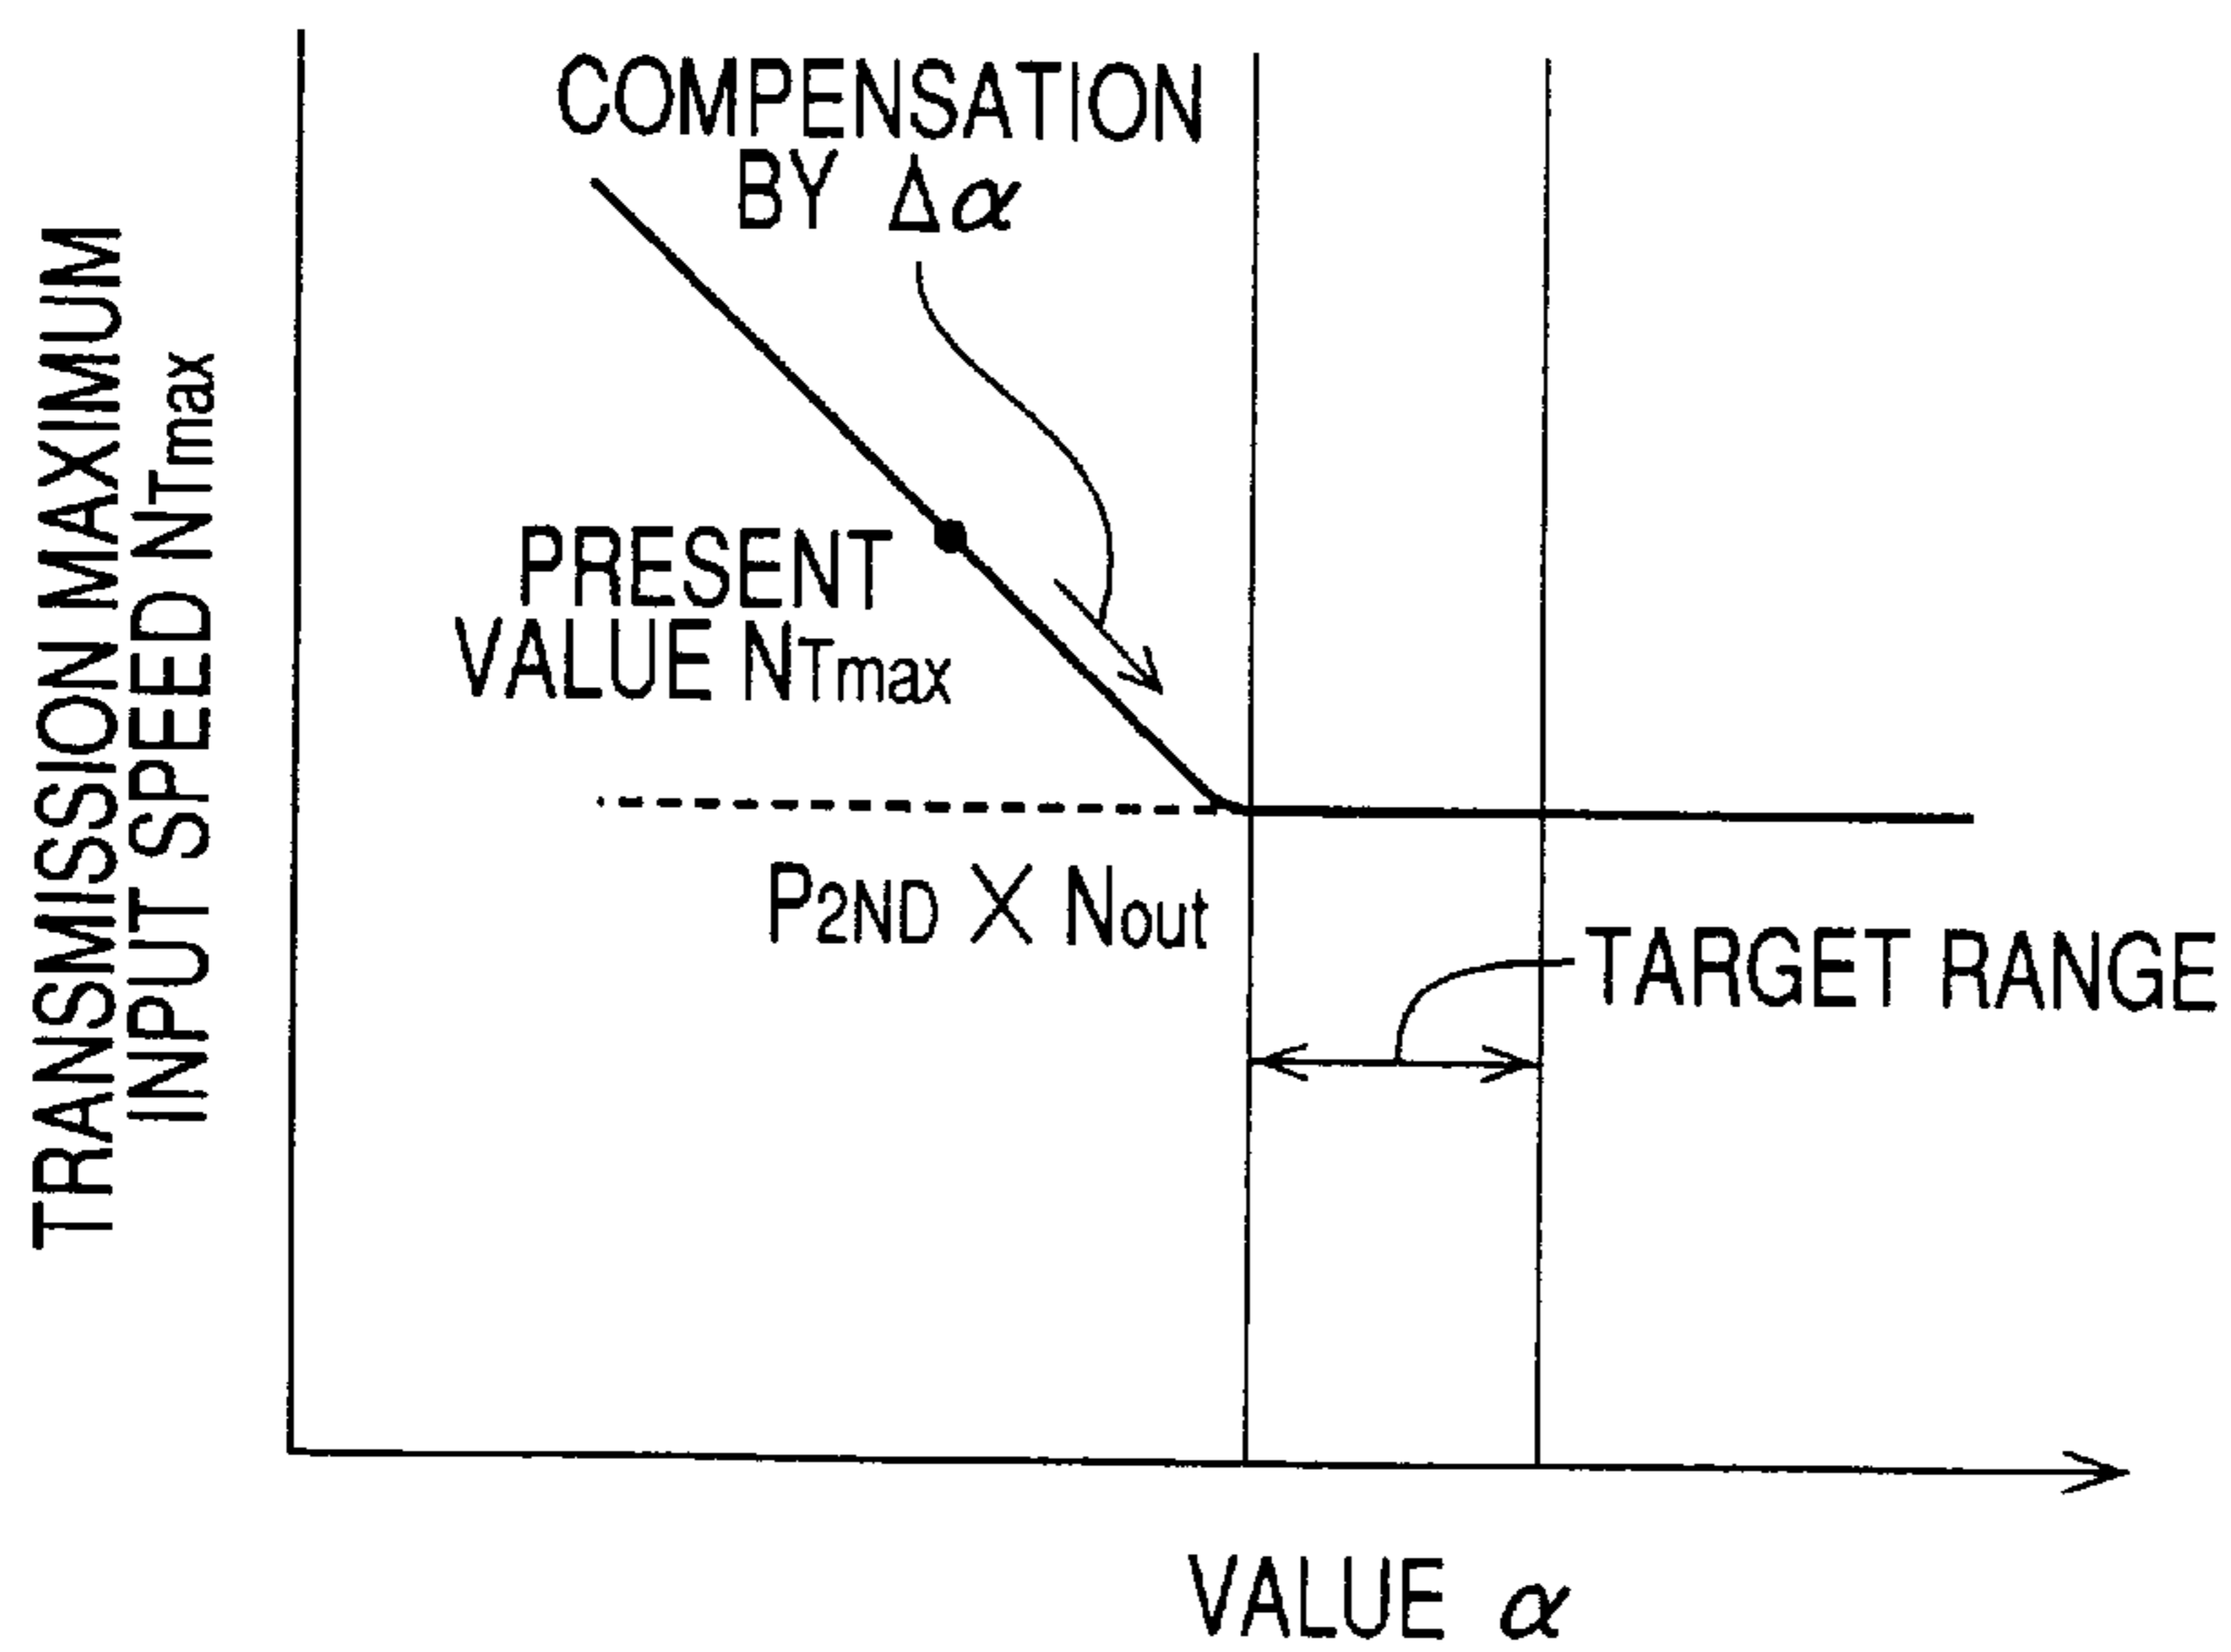 COMPENSATION
BY Δα
TRANSMISSION MAXIMUM
INPUT SPEED NTmax
PRESENT
VALUE NTmax
P2ND X Nout
TARGET RANGE
VALUE α